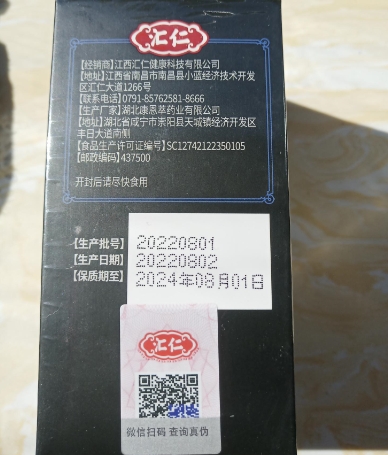 汇仁
【经销商】江西汇仁健康科技有限公司
【地址】江西省南昌市南昌县小蓝经济技术开发
区汇仁大道1266号
【联系电话】0791-85762581-8666
【生产厂家】湖北康恩萃药业有限公司
【地址】湖北省咸宁市崇阳县天城镇经济开发区
丰日大道南侧
【食品生产许可证编号】SC12742122350105
【邮政编码】437500
开封后请尽快食用
【生产批号】 20220801
【生产日期】 20220802
【保质期至】 2024年08月01日
汇仁
微信扫码 查询真伪